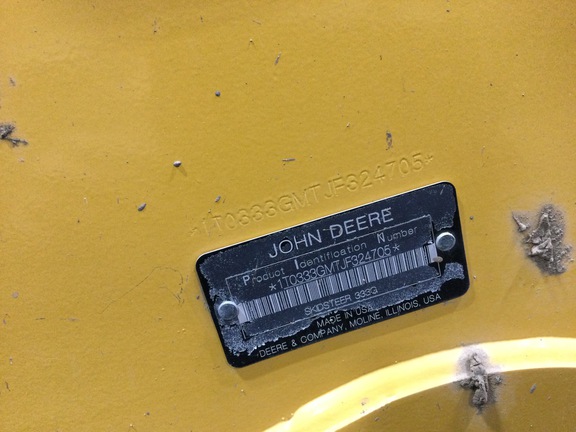 *1T0333GMTJF324705*
JOHN DEERE
Product Identification Number
*1T0333GMTJF324705*
SKIDSTEER 333G
MADE IN USA
DEERE & COMPANY, MOLINE, ILLINOIS, USA